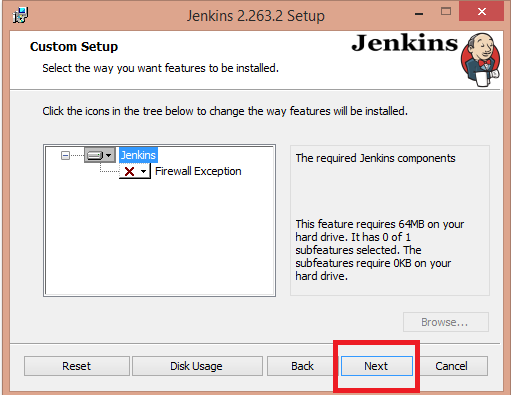 Jenkins 2.263.2 Setup
Custom Setup
Select the way you want features to be installed.
Jenkins
Click the icons in the tree below to change the way features will be installed.
Jenkins
Firewall Exception
The required Jenkins components
This feature requires 64MB on your
hard drive. It has 0 of 1
subfeatures selected. The
subfeatures require 0KB on your
hard drive.
Browse...
Reset
Disk Usage
Back
Next
Cancel